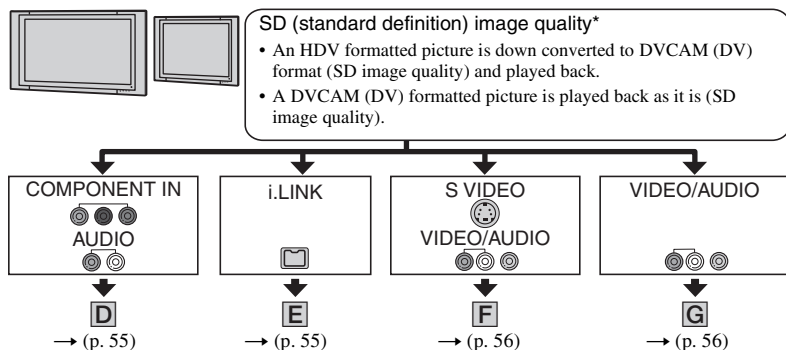 SD (standard definition) image quality*
• An HDV formatted picture is down converted to DVCAM (DV)
format (SD image quality) and played back.
• A DVCAM (DV) formatted picture is played back as it is (SD
image quality).
COMPONENT IN
AUDIO
i.LINK
S VIDEO
VIDEO/AUDIO
VIDEO/AUDIO
D
→ (p. 55)
E
→ (p. 55)
F
→ (p. 56)
G
→ (p. 56)